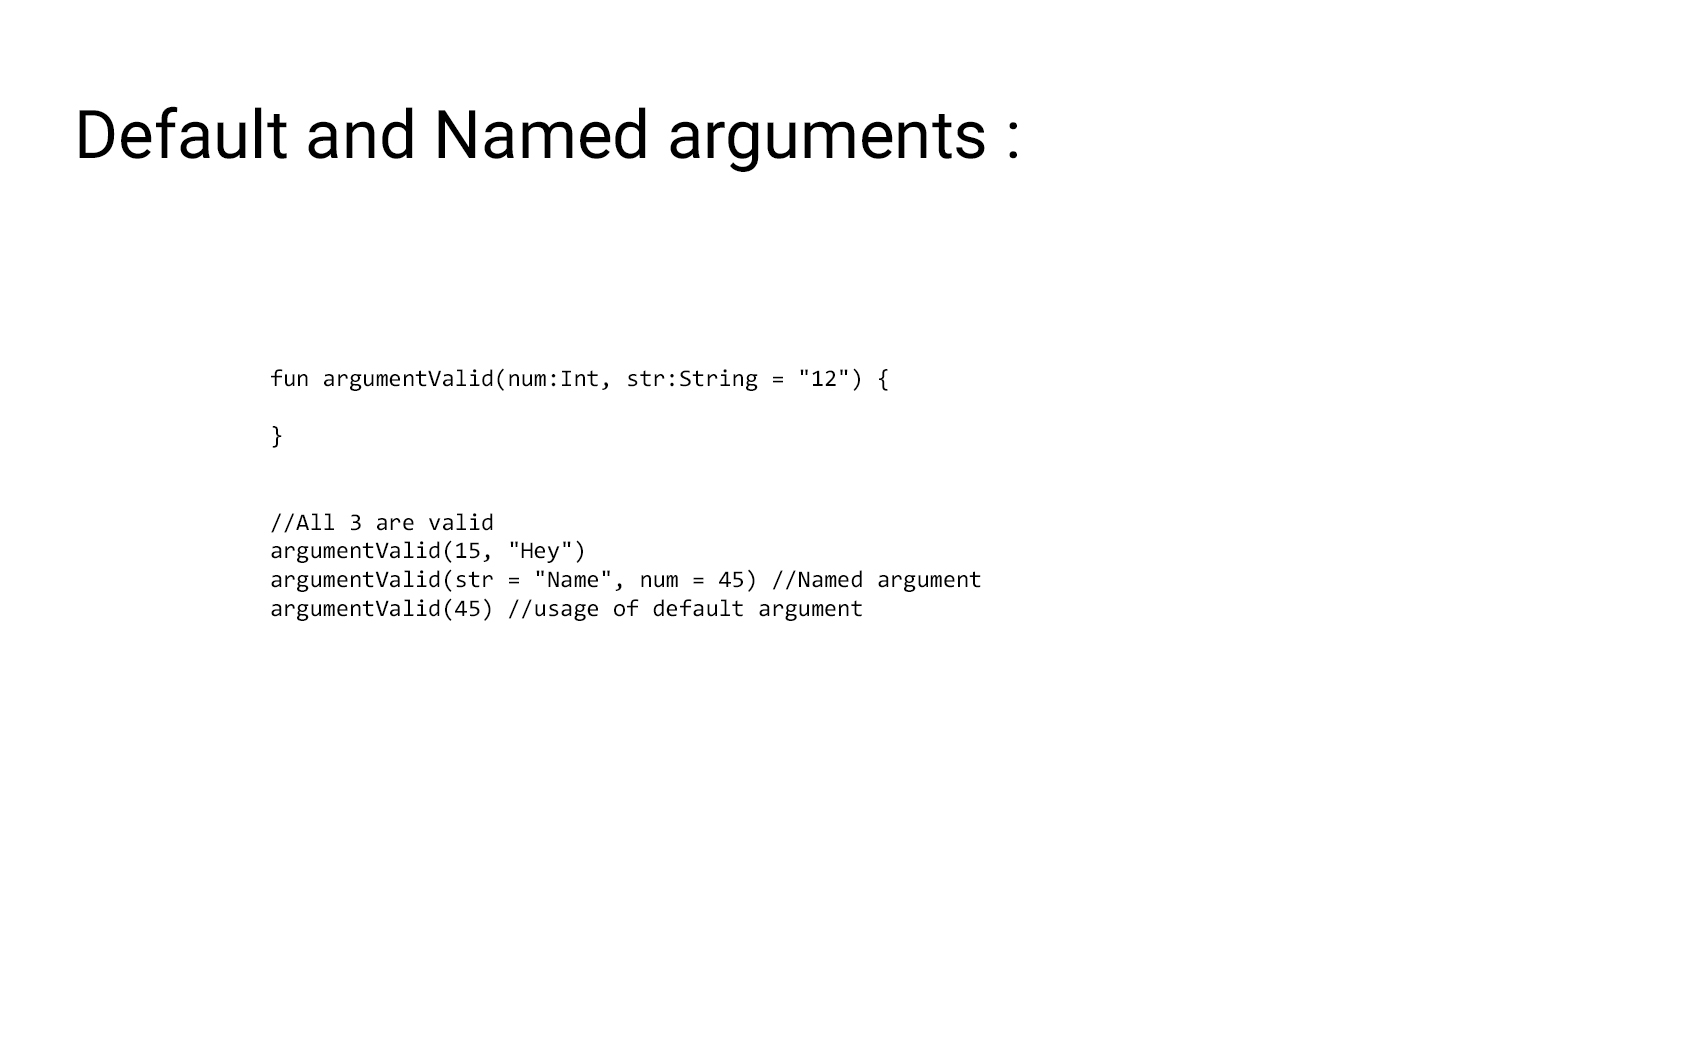 Default and Named arguments :
fun argumentValid(num:Int, str:String = "12") {
}
//All 3 are valid
argumentValid(15, "Hey")
argumentValid(str = "Name", num = 45) //Named argument
argumentValid(45) //usage of default argument